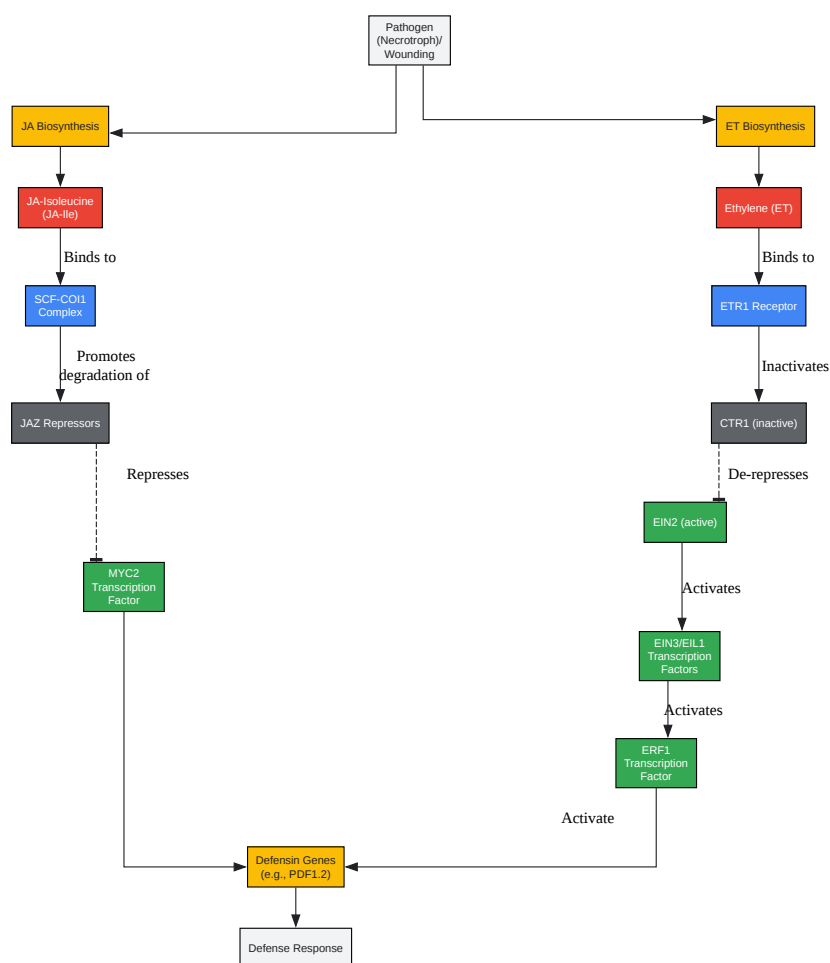 Pathogen
(Necrotroph)/
Wounding
JA Biosynthesis
ET Biosynthesis
JA-Isoleucine
(JA-Ile)
Ethylene (ET)
Binds to
Binds to
SCF-COI1
Complex
ETR1 Receptor
Promotes
degradation of
Inactivates
JAZ Repressors
CTR1 (inactive)
Represses
De-represses
EIN2 (active)
MYC2
Transcription
Factor
Activates
EIN3/EIL1
Transcription
Factors
Activates
ERF1
Transcription
Factor
Activate
Defensin Genes
(e.g., PDF1.2)
Defense Response